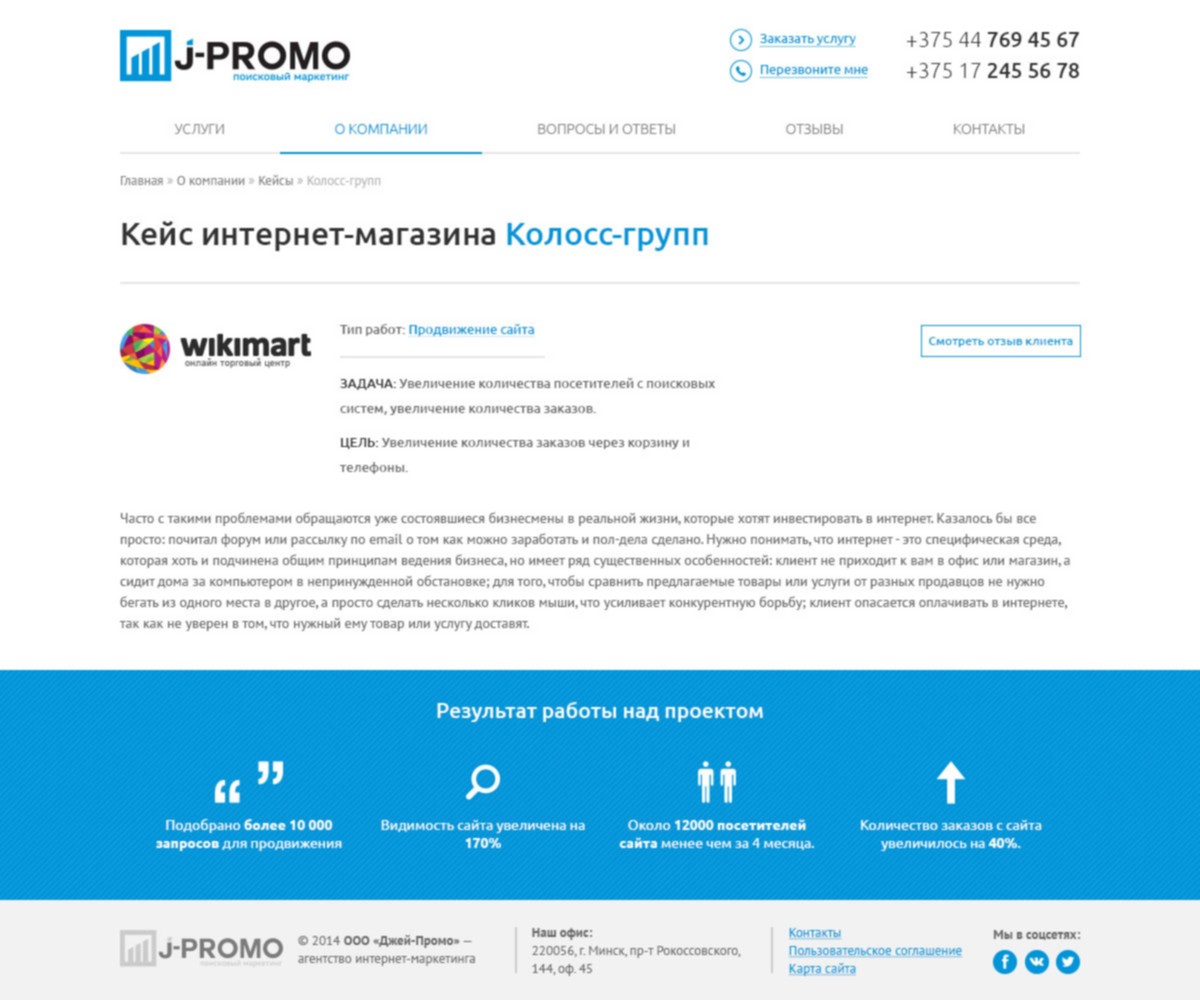 j-PROMO
поисковый маркетинг
Заказать услугу
Перезвоните мне
+375 44 769 45 67
+375 17 245 56 78
УСЛУГИ О КОМПАНИИ ВОПРОСЫ И ОТВЕТЫ ОТЗЫВЫ КОНТАКТЫ
Главная » О компании » Кейсы » Колосс-групп
Кейс интернет-магазина Колосс-групп
wikimart
онлайн торговый центр
Тип работ: Продвижение сайта
ЗАДАЧА: Увеличение количества посетителей с поисковых
систем, увеличение количества заказов.
ЦЕЛЬ: Увеличение количества заказов через корзину и
телефоны.
Смотреть отзыв клиента
Часто с такими проблемами обращаются уже состоявшиеся бизнесмены в реальной жизни, которые хотят инвестировать в интернет. Казалось бы все
просто: почитал форум или рассылку по email о том как можно заработать и пол-дела сделано. Нужно понимать, что интернет - это специфическая среда,
которая хоть и подчинена общим принципам ведения бизнеса, но имеет ряд существенных особенностей: клиент не приходит к вам в офис или магазин, а
сидит дома за компьютером в непринужденной обстановке; для того, чтобы сравнить предлагаемые товары или услуги от разных продавцов не нужно
бегать из одного места в другое, а просто сделать несколько кликов мыши, что усиливает конкурентную борьбу; клиент опасается оплачивать в интернете,
так как не уверен в том, что нужный ему товар или услугу доставят.
Результат работы над проектом
Подобрано более 10 000
запросов для продвижения
Видимость сайта увеличена на
170%
Около 12000 посетителей
сайта менее чем за 4 месяца.
Количество заказов с сайта
увеличилось на 40%.
j-PROMO
поисковый маркетинг
© 2014 ООО «Джей-Промо» —
агентство интернет-маркетинга
Наш офис:
220056, г. Минск, пр-т Рокоссовского,
144, оф. 45
Контакты
Пользовательское соглашение
Карта сайта
Мы в соцсетях: